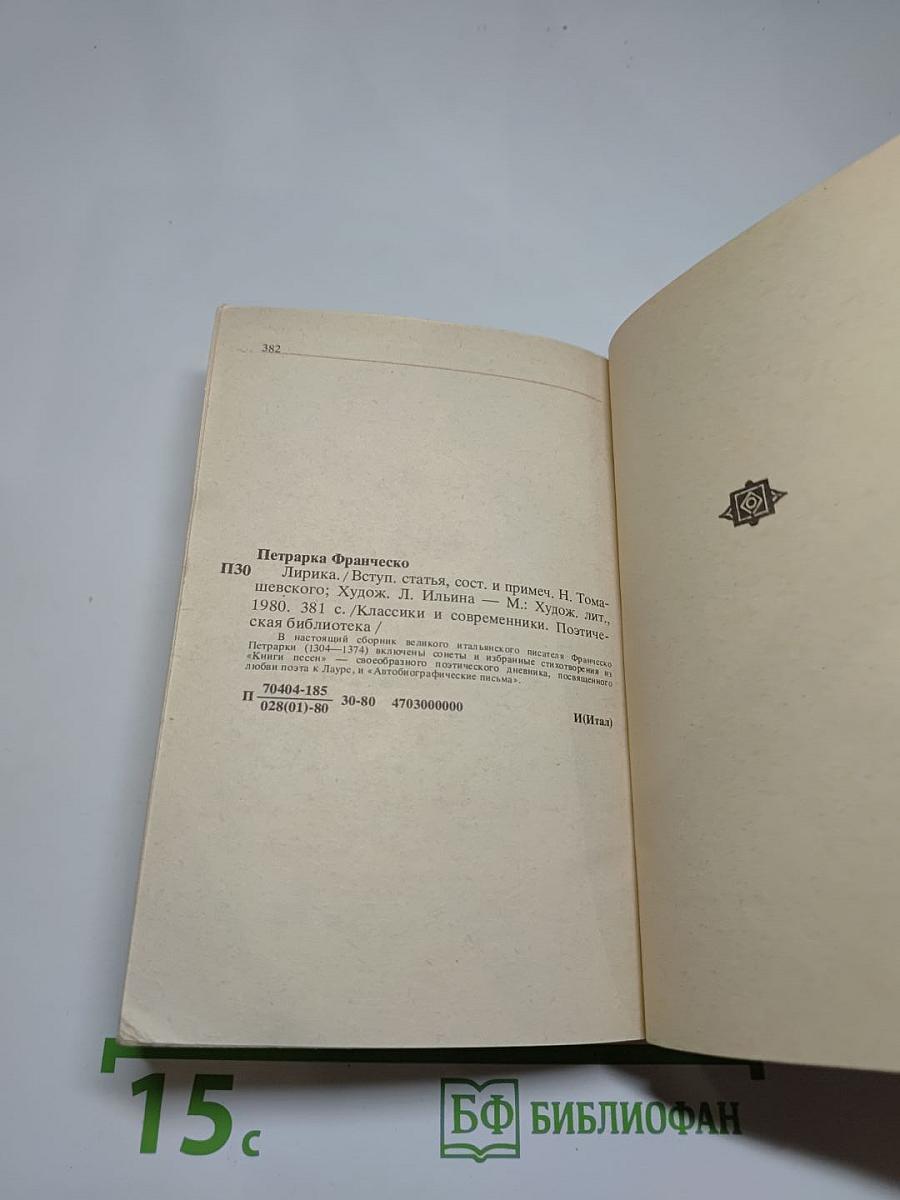 382
Петрарка Франческо
П30 Лирика. / Вступ. статья, сост. и примеч. Н. Тома-
шевского; Худож. Л. Ильина — М.: Худож. лит.,
1980. 381 с. /Классики и современники. Поэтиче-
ская библиотека /
В настоящий сборник великого итальянского писателя Франческо
Петрарки (1304—1374) включены сонеты и избранные стихотворения из
«Книги песен» — своеобразного поэтического дневника, посвященного
любви поэта к Лауре, и «Автобиографические письма».
П 70404-185 30-80 4703000000
028(01)-80
И(Итал)
15 с
БФ БИБЛИОФАН